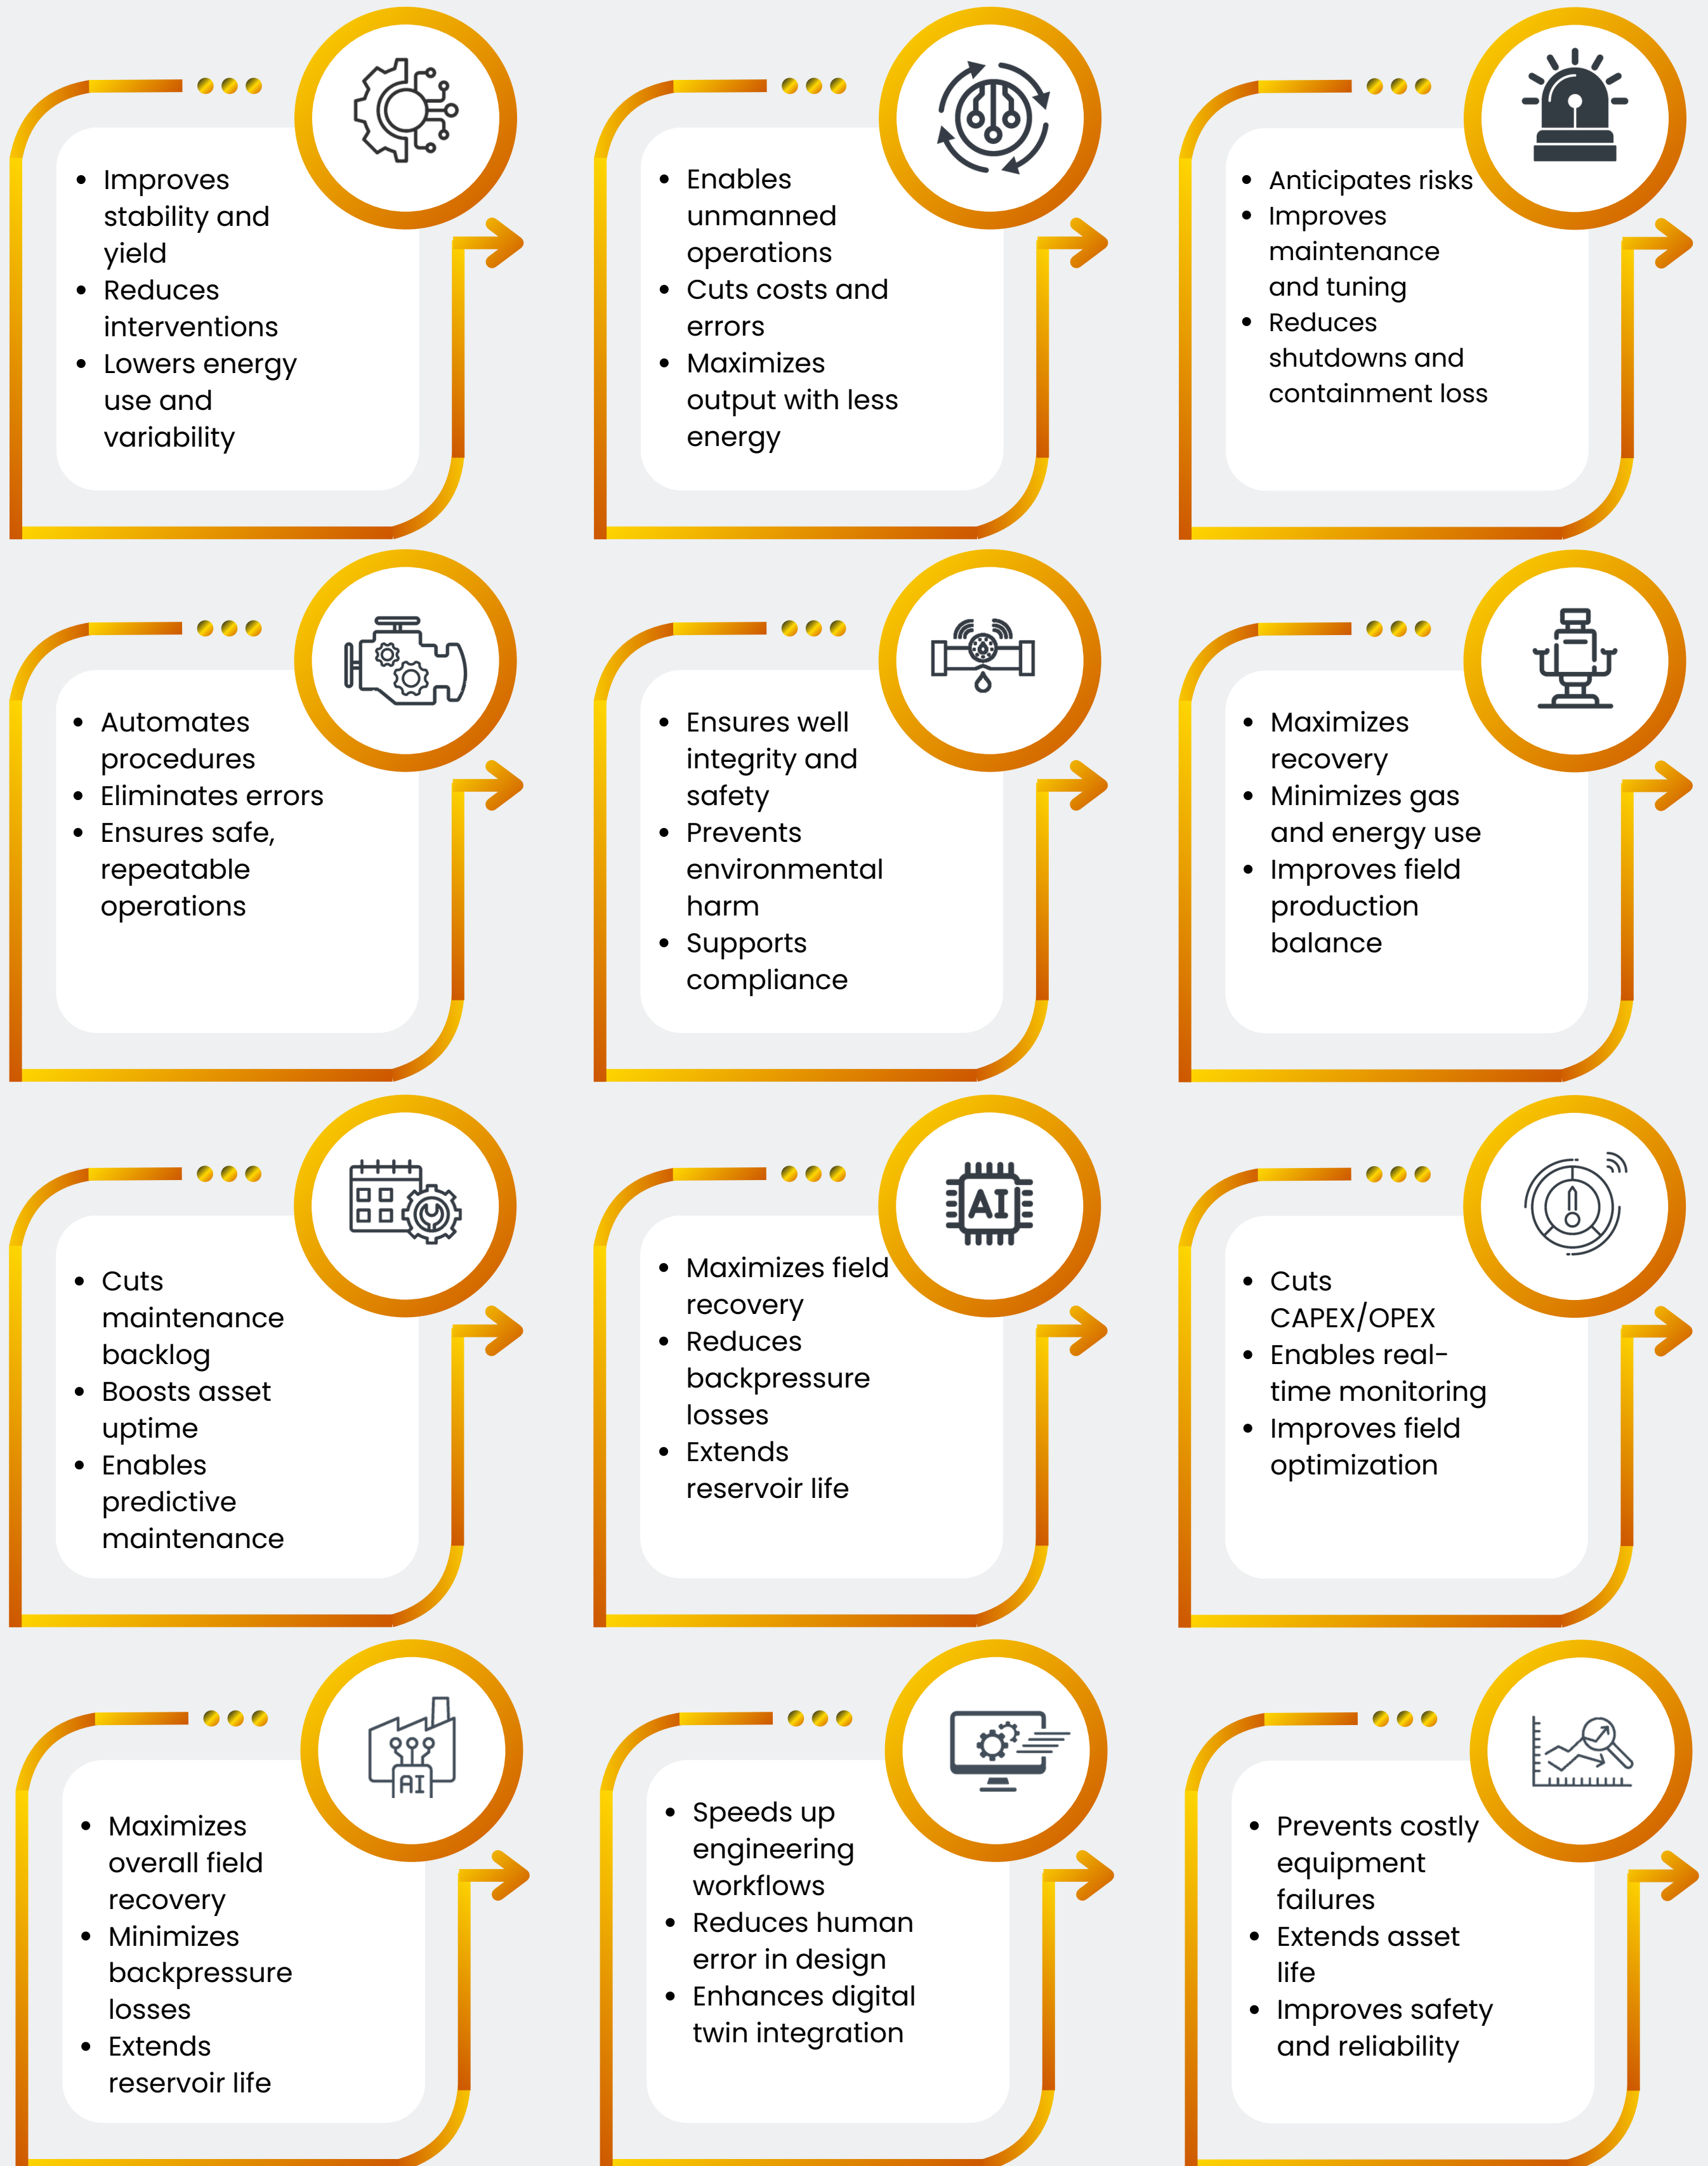 • Improves
stability and
yield
• Reduces
interventions
• Lowers energy
use and
variability
• Enables
unmanned
operations
• Cuts costs and
errors
• Maximizes
output with less
energy
• Anticipates risks
• Improves
maintenance
and tuning
• Reduces
shutdowns and
containment loss
• Automates
procedures
• Eliminates errors
• Ensures safe,
repeatable
operations
• Ensures well
integrity and
safety
• Prevents
environmental
harm
• Supports
compliance
• Maximizes
recovery
• Minimizes gas
and energy use
• Improves field
production
balance
• Cuts
maintenance
backlog
• Boosts asset
uptime
• Enables
predictive
maintenance
AI
• Maximizes field
recovery
• Reduces
backpressure
losses
• Extends
reservoir life
• Cuts
CAPEX/OPEX
• Enables real-
time monitoring
• Improves field
optimization
AI
• Maximizes
overall field
recovery
• Minimizes
backpressure
losses
• Extends
reservoir life
• Speeds up
engineering
workflows
• Reduces human
error in design
• Enhances digital
twin integration
• Prevents costly
equipment
failures
• Extends asset
life
• Improves safety
and reliability